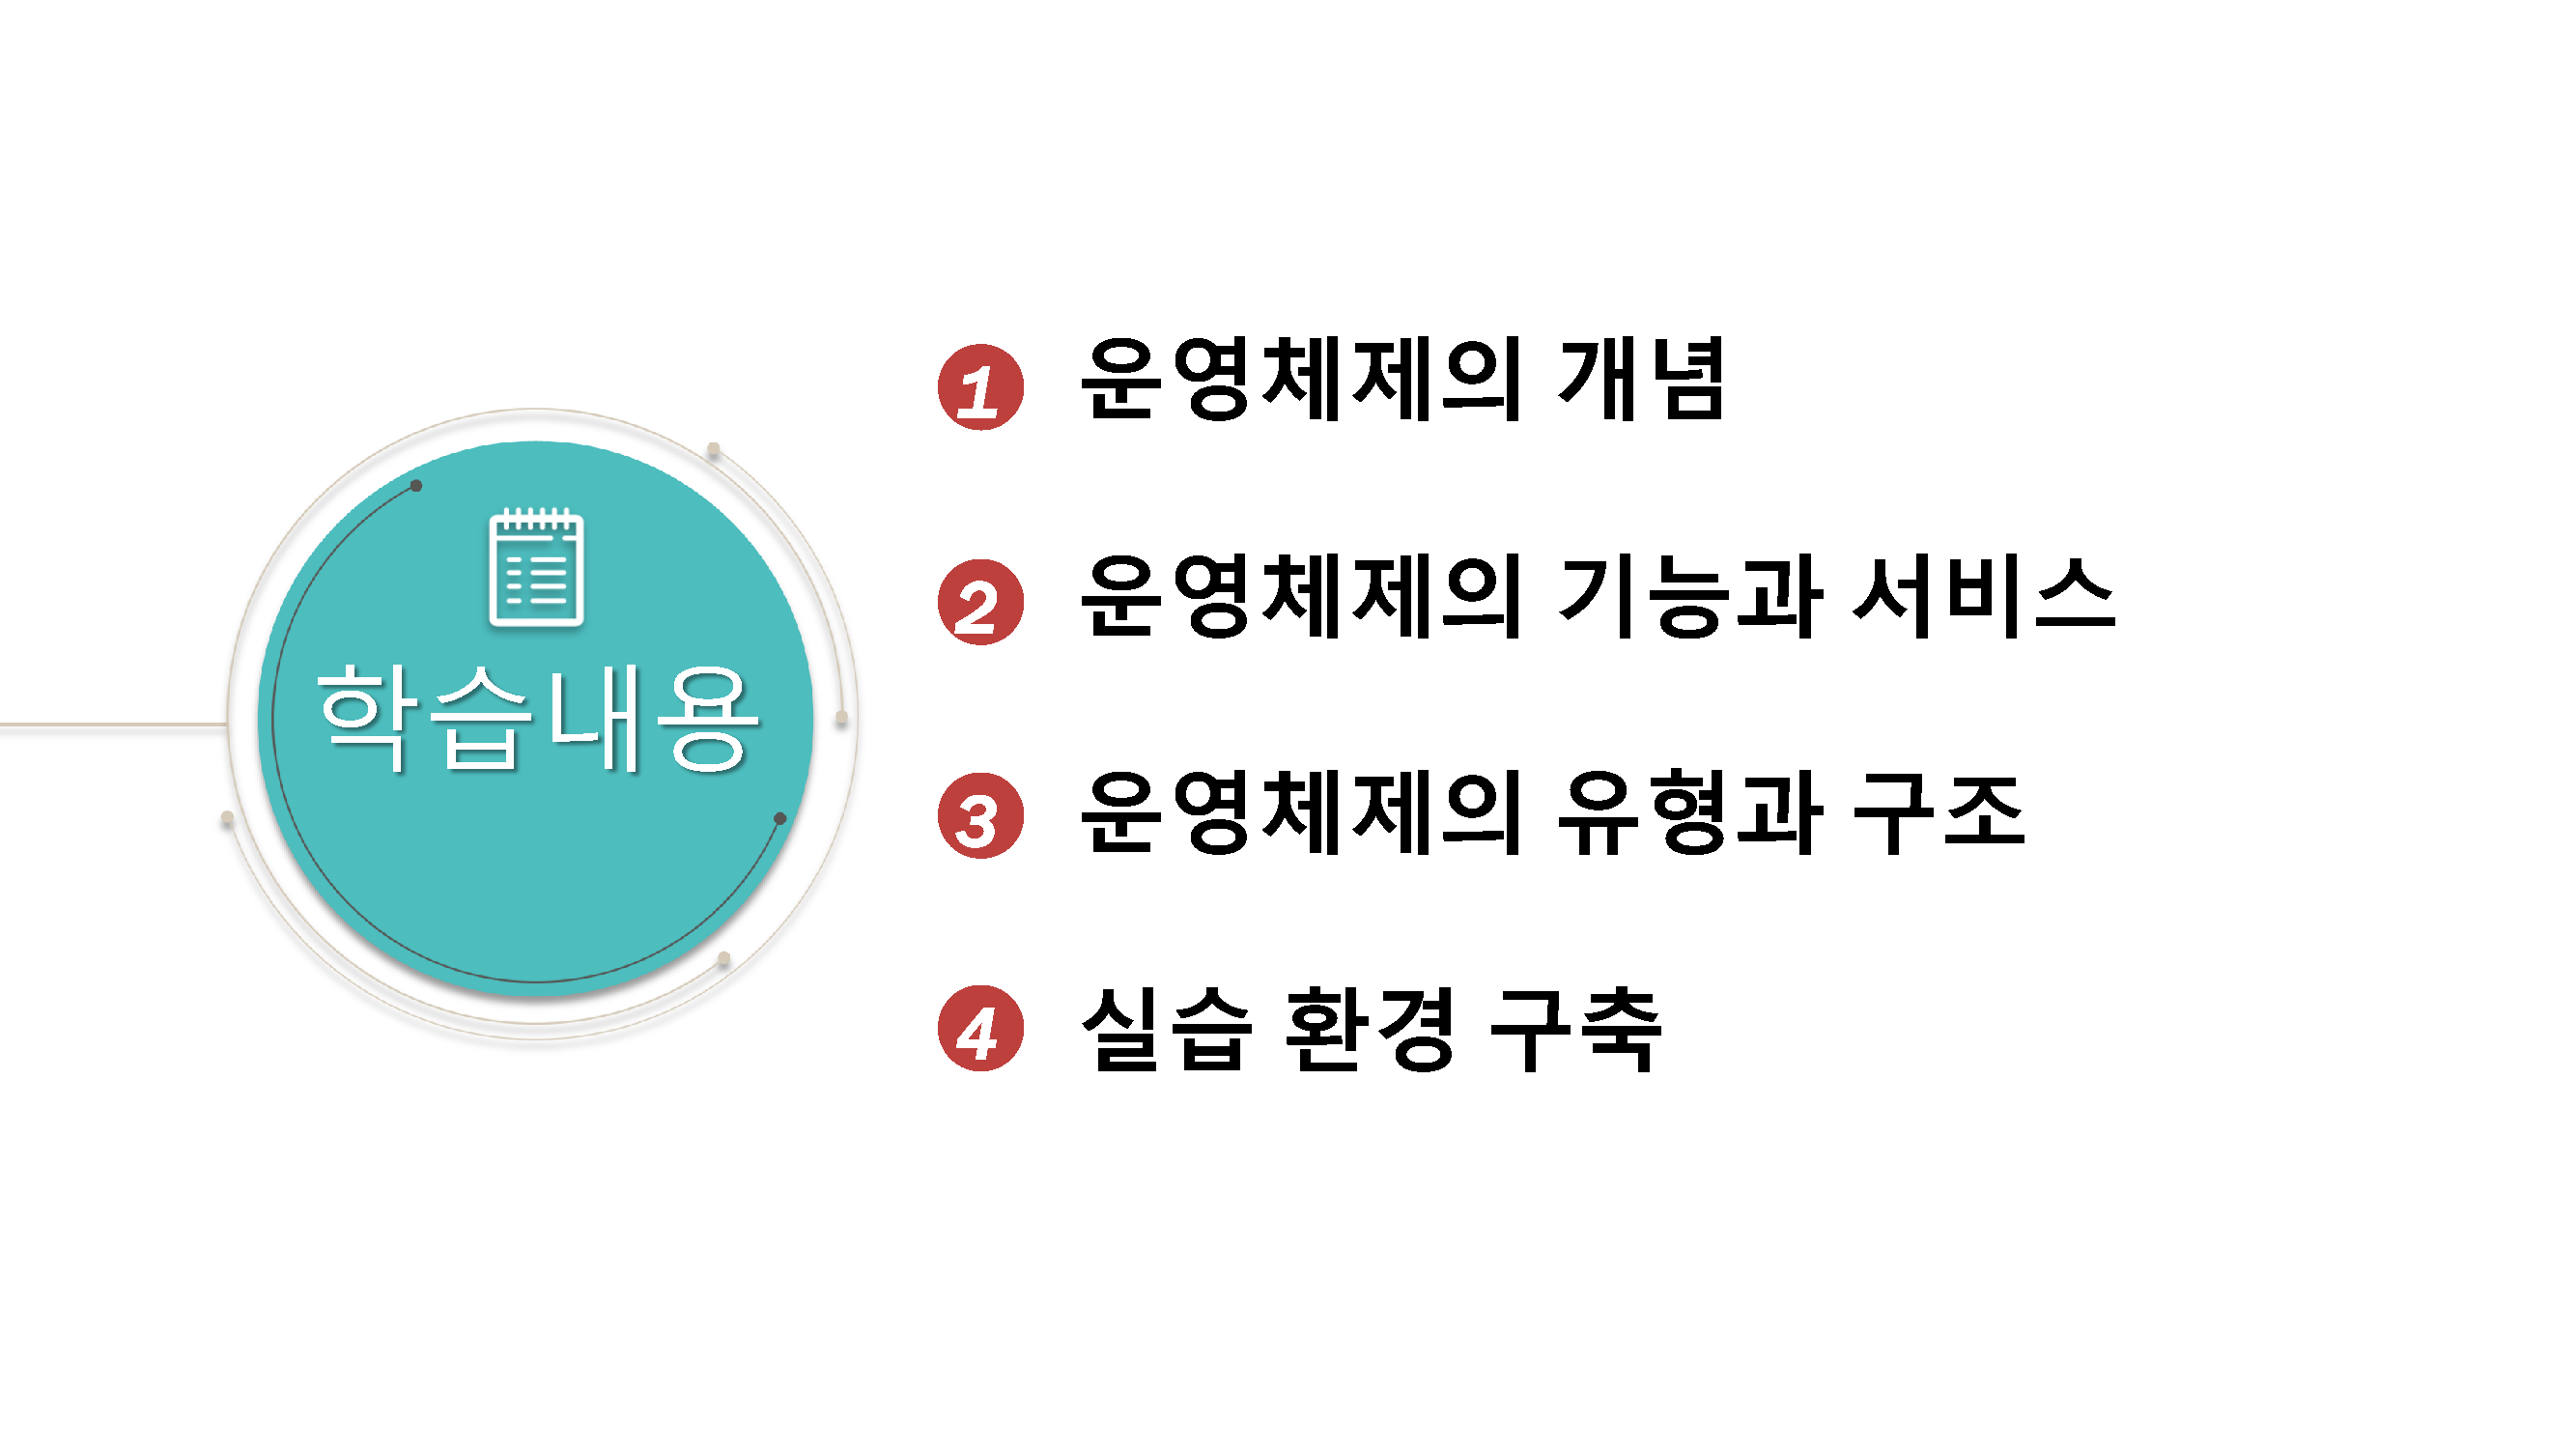 학습내용
1 운영체제의 개념
2 운영체제의 기능과 서비스
3 운영체제의 유형과 구조
4 실습 환경 구축